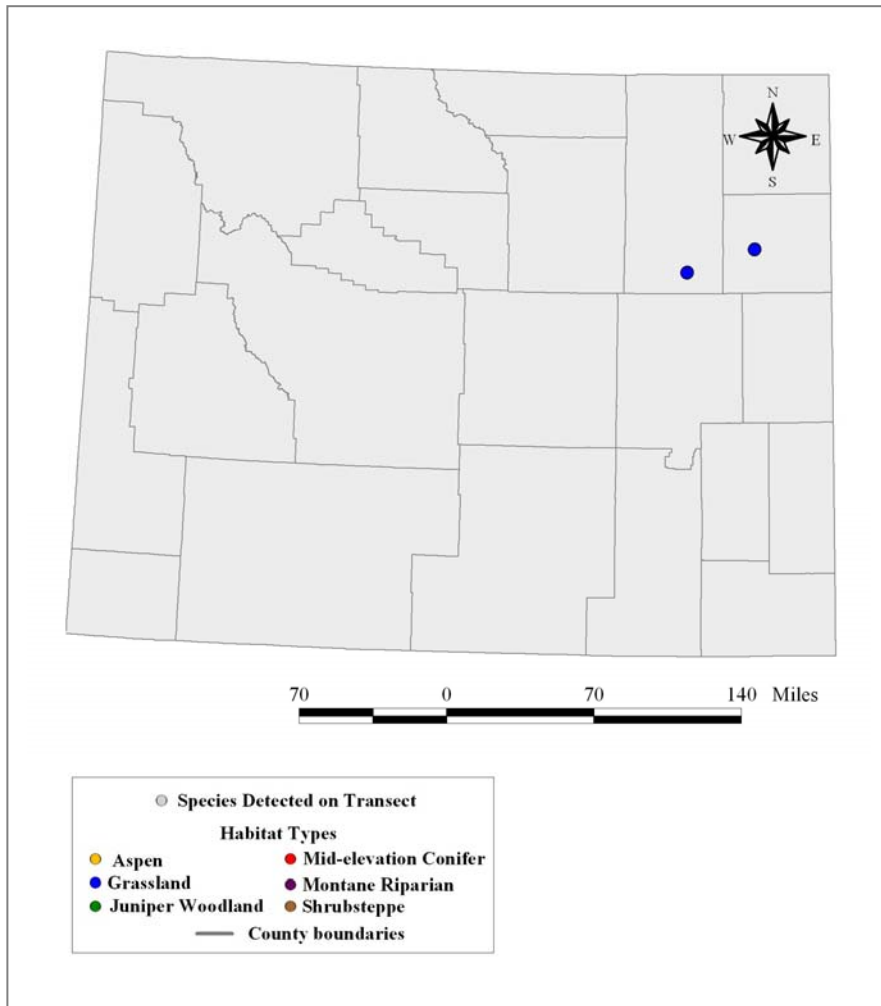 N
W E
S
70 0 70 140 Miles
Species Detected on Transect
Habitat Types
Aspen Mid-elevation Conifer
Grassland Montane Riparian
Juniper Woodland Shrubsteppe
County boundaries